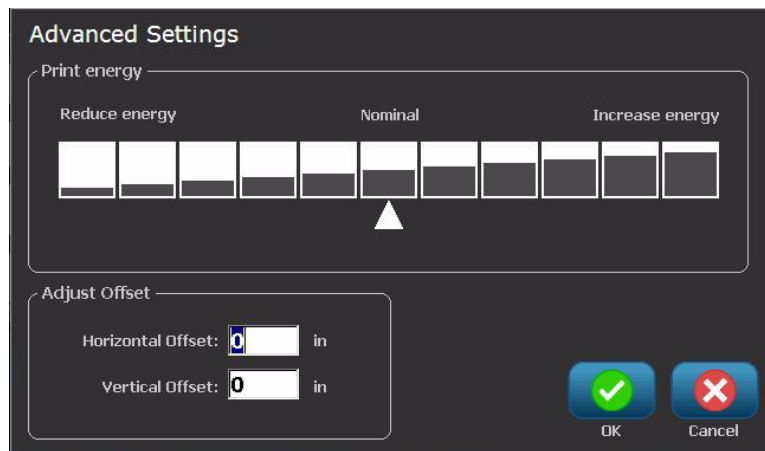 Advanced Settings
Print energy
Reduce energy Nominal Increase energy
Adjust Offset
Horizontal Offset: 0 in
Vertical Offset: 0 in
OK Cancel